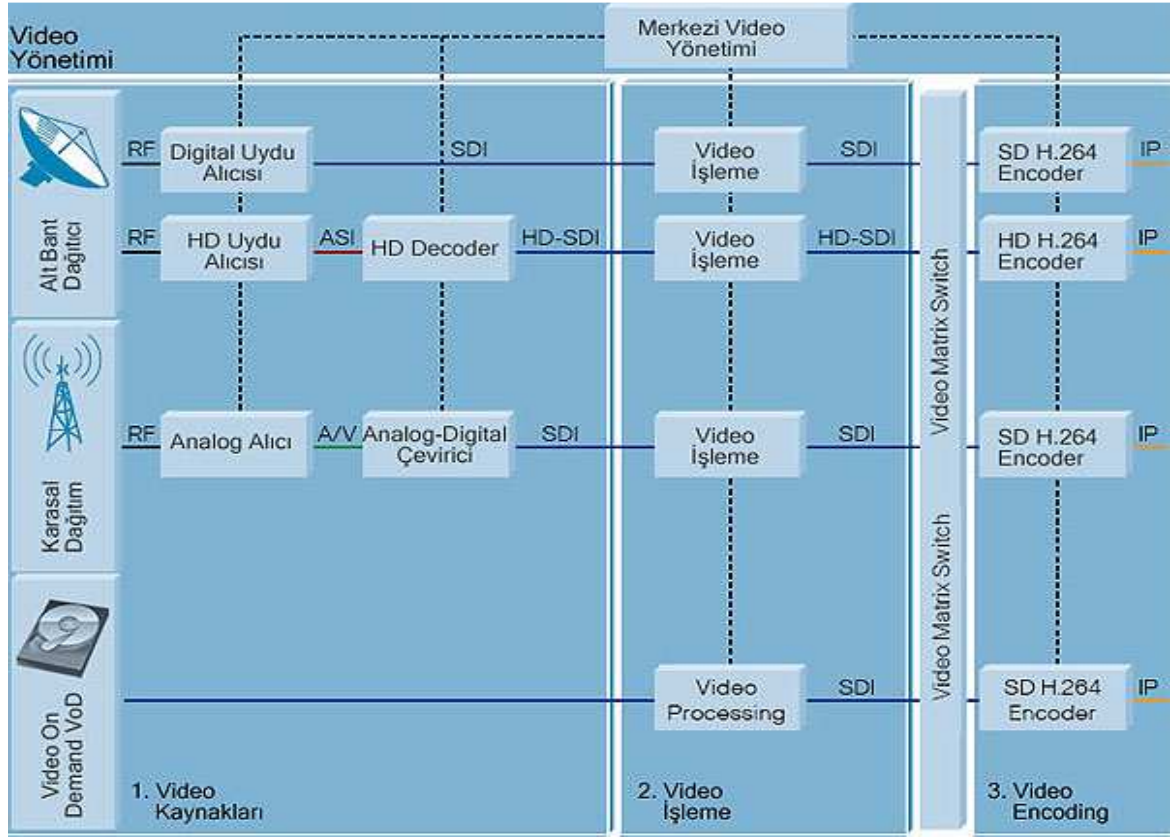 Video
Yönetimi
Merkezi Video
Yönetimi
Alt Bant
Dağıtıcı
RF
Digital Uydu
Alıcısı
SDI
Video
İşleme
SDI
SD H.264
Encoder
IP
RF
HD Uydu
Alıcısı
ASI
HD Decoder
HD-SDI
Video
İşleme
HD-SDI
HD H.264
Encoder
IP
Video Matrix Switch
Karasal
Dağıtım
RF
Analog Alıcı
A/V
Analog-Digital
Çevirici
SDI
Video
İşleme
SDI
SD H.264
Encoder
IP
Video Matrix Switch
Video On
Demand VoD
Video
Processing
SDI
SD H.264
Encoder
IP
1. Video
Kaynakları
2. Video
İşleme
3. Video
Encoding